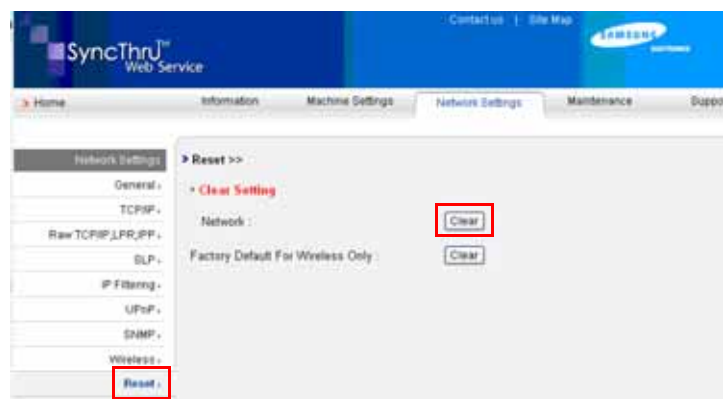 Contact us | Site Map
SAMSUNG
ELECTRONICS
SyncThru™
Web Service
> Home Information Machine Settings Network Settings Maintenance Suppo
Network Settings
General
TCP/IP
Raw TCP/IP,LPR,IPP
SLP
IP Filtering
UPnP
SNMP
Wireless
Reset
Reset >>
Clear Setting
Network : Clear
Factory Default For Wireless Only : Clear